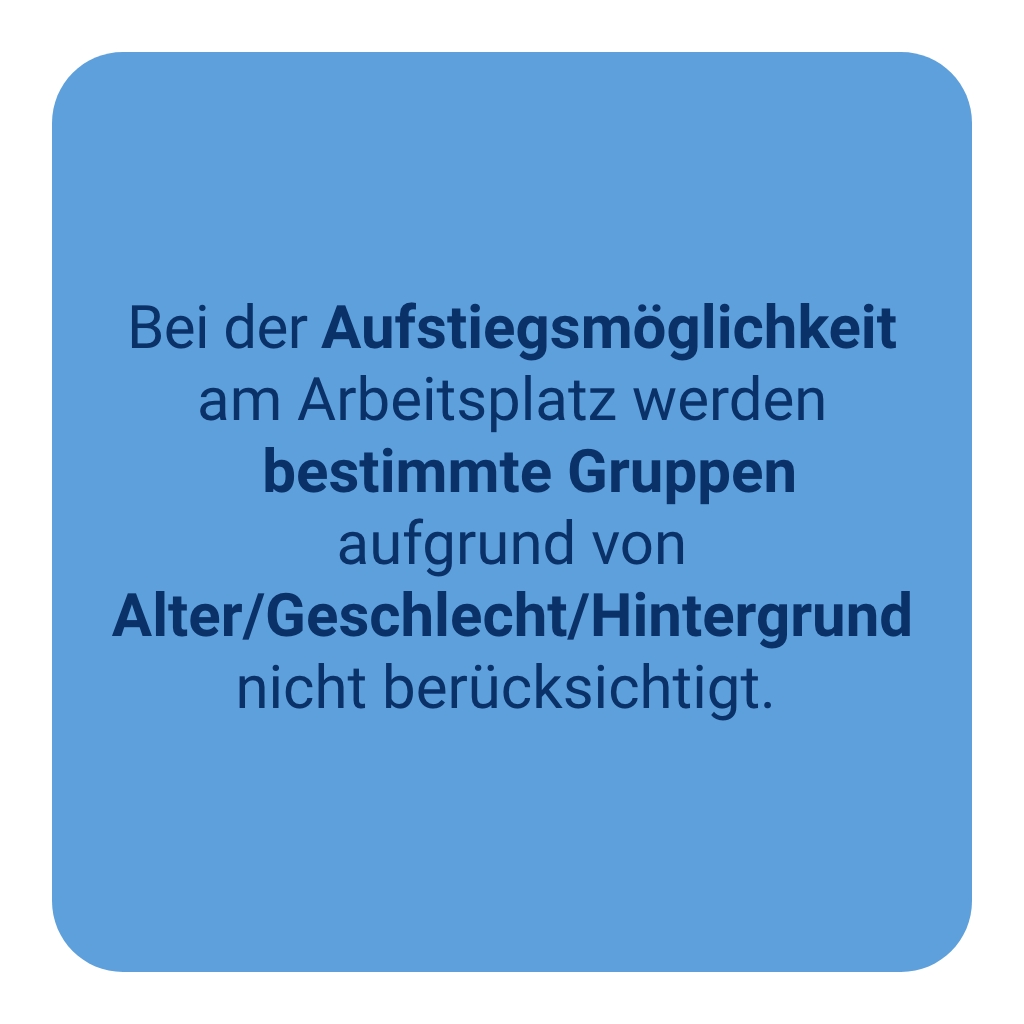 Bei der Aufstiegsmöglichkeit
am Arbeitsplatz werden
bestimmte Gruppen
aufgrund von
Alter/Geschlecht/Hintergrund
nicht berücksichtigt.